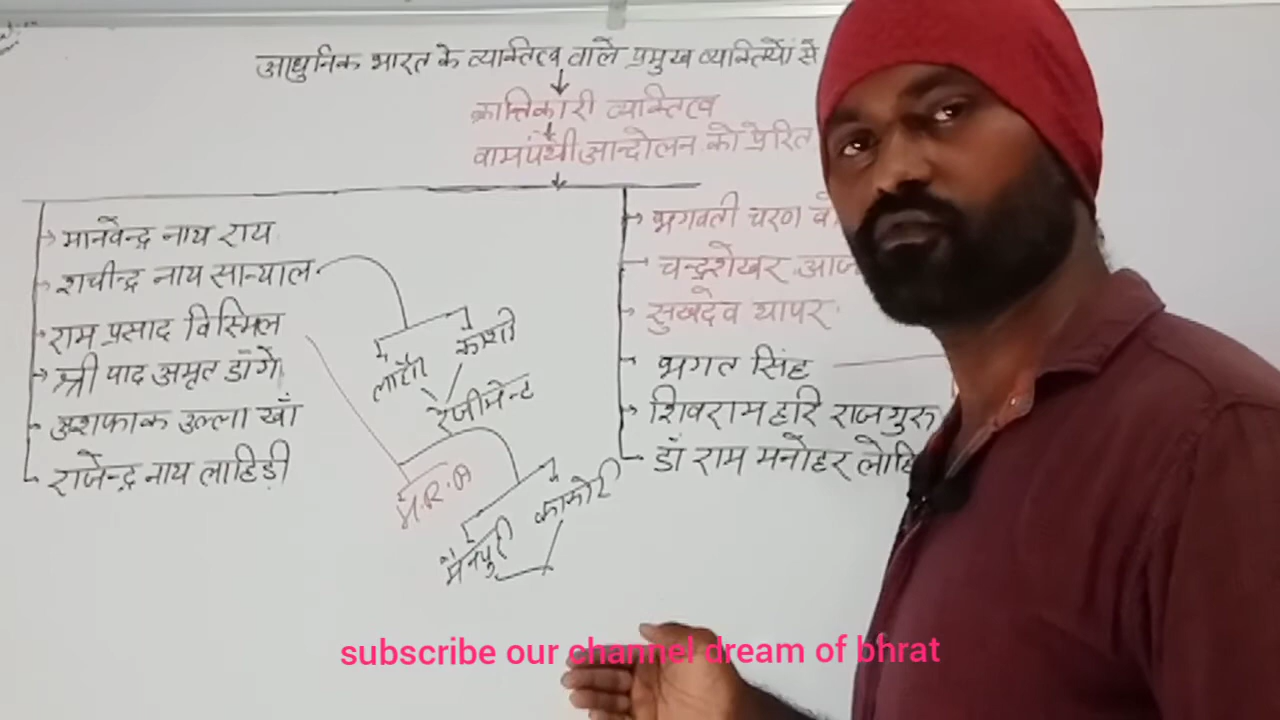 आधुनिक भारत के व्यक्तित्व वाले प्रमुख व्यक्तियों से
क्रान्तिकारी व्यक्तित्व
वामपंथी आन्दोलन को प्रेरित
मानवेन्द्र नाथ राय
शचीन्द्र नाथ सान्याल
राम प्रसाद विस्मिल
श्री पाद अमृत डाँगे
अशफाक उल्ला खाँ
राजेन्द्र नाथ लाहिड़ी
लाहौर काशी
रेजीमेन्ट
H.R.A
मैनपुरी काकोरी
भगवती चरण वो
चन्द्रशेखर आज
सुखदेव थापर
भगत सिंह
शिवराम हरि राजगुरु
डॉ राम मनोहर लोहि
subscribe our channel dream of bhrat